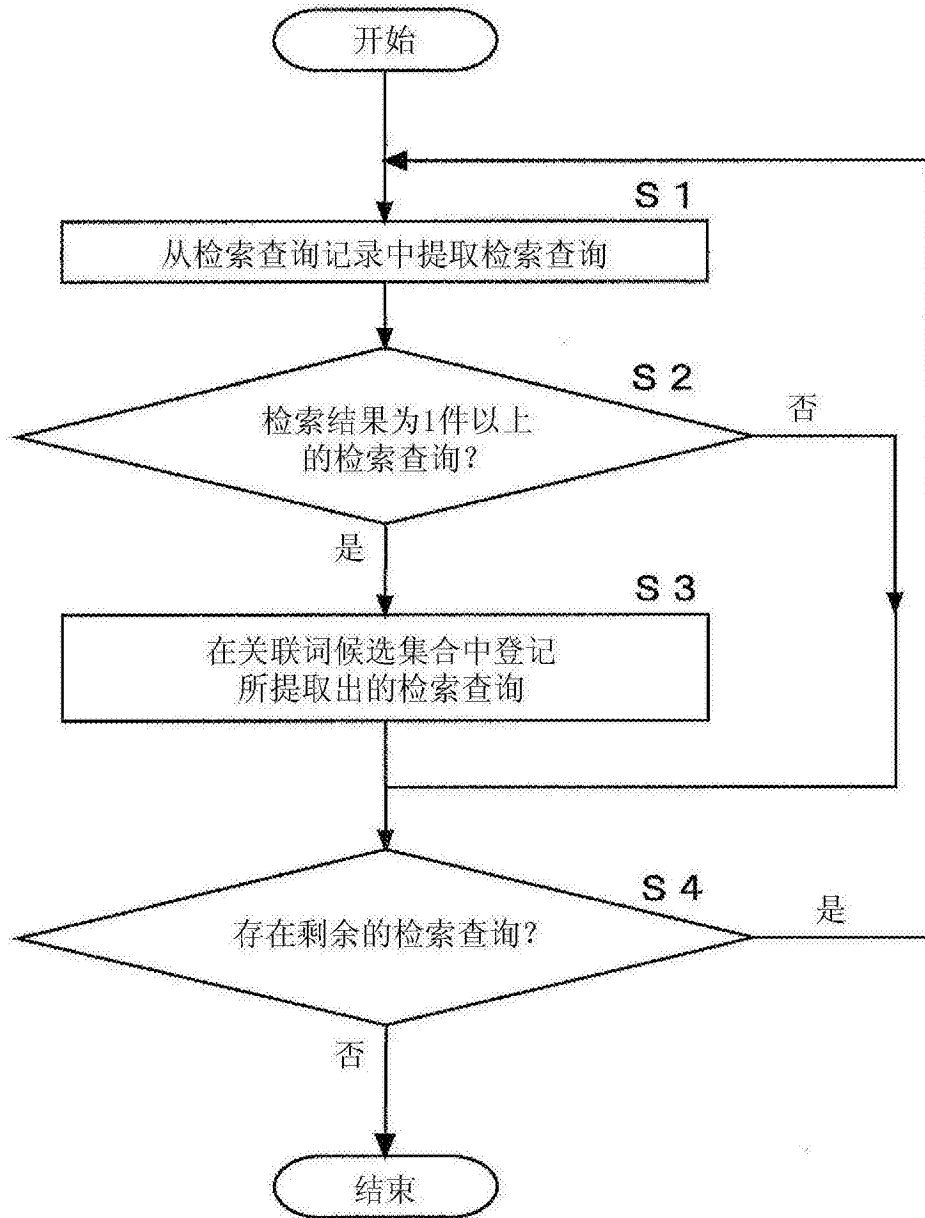 开始
S 1
从检索查询记录中提取检索查询
S 2
检索结果为1件以上
的检索查询?
否
是
S 3
在关联词候选集合中登记
所提取出的检索查询
S 4
存在剩余的检索查询?
是
否
结束